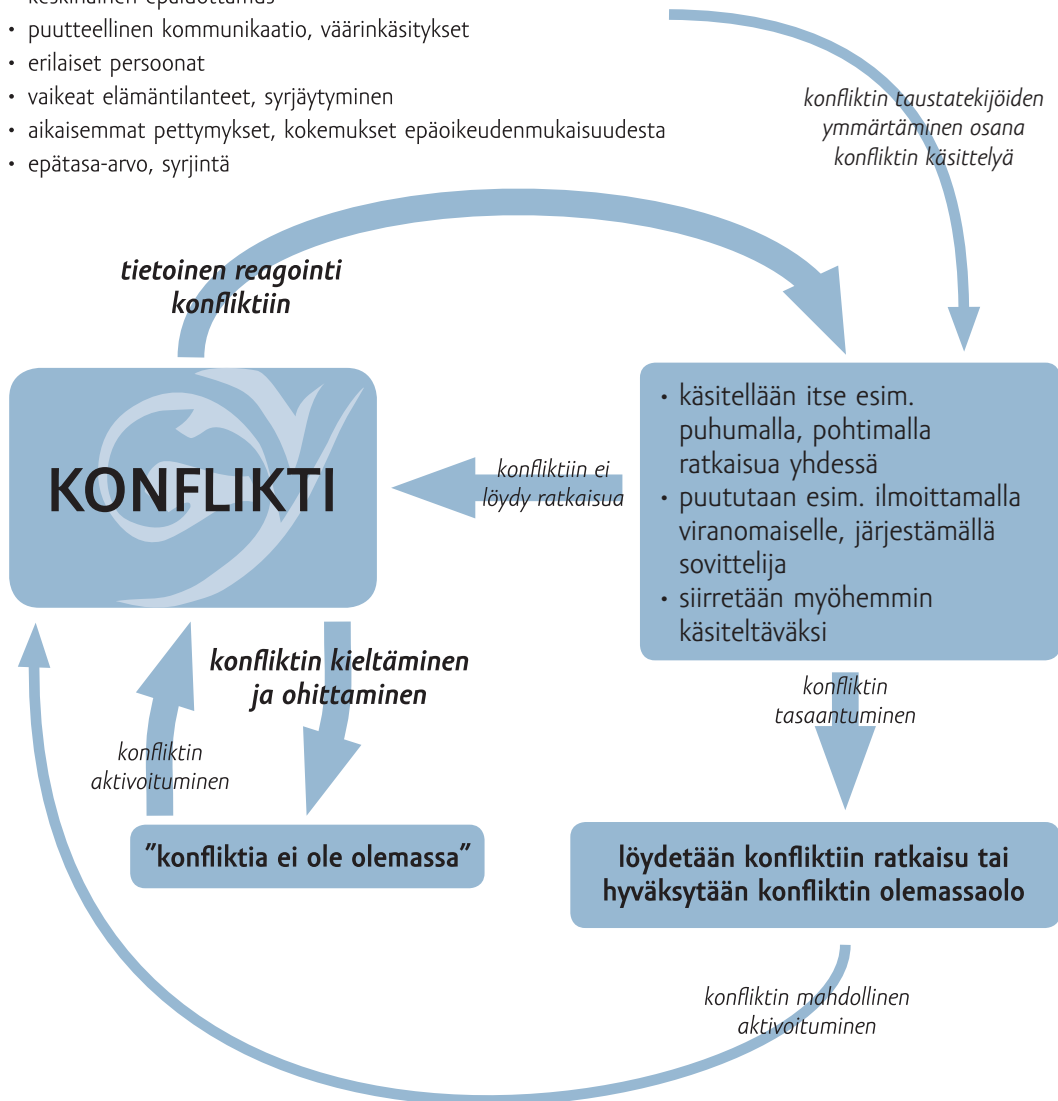 keskinäinen epäluottamus
• puutteellinen kommunikaatio, väärinkäsitykset
• erilaiset persoonat
• vaikeat elämäntilanteet, syrjäytyminen
• aikaisemmat pettymykset, kokemukset epäoikeudenmukaisuudesta
• epätasa-arvo, syrjintä
konfliktin taustatekijöiden
ymmärtäminen osana
konfliktin käsittelyä
tietoinen reagointi
konfliktiin
KONFLIKTI
konfliktiin ei
löydy ratkaisua
• käsitellään itse esim.
puhumalla, pohtimalla
ratkaisua yhdessä
• puututaan esim. ilmoittamalla
viranomaiselle, järjestämällä
sovittelija
• siirretään myöhemmin
käsiteltäväksi
konfliktin kieltäminen
ja ohittaminen
konfliktin
aktivoituminen
konfliktin
tasaantuminen
"konfliktia ei ole olemassa"
löydetään konfliktiin ratkaisu tai
hyväksytään konfliktin olemassaolo
konfliktin mahdollinen
aktivoituminen